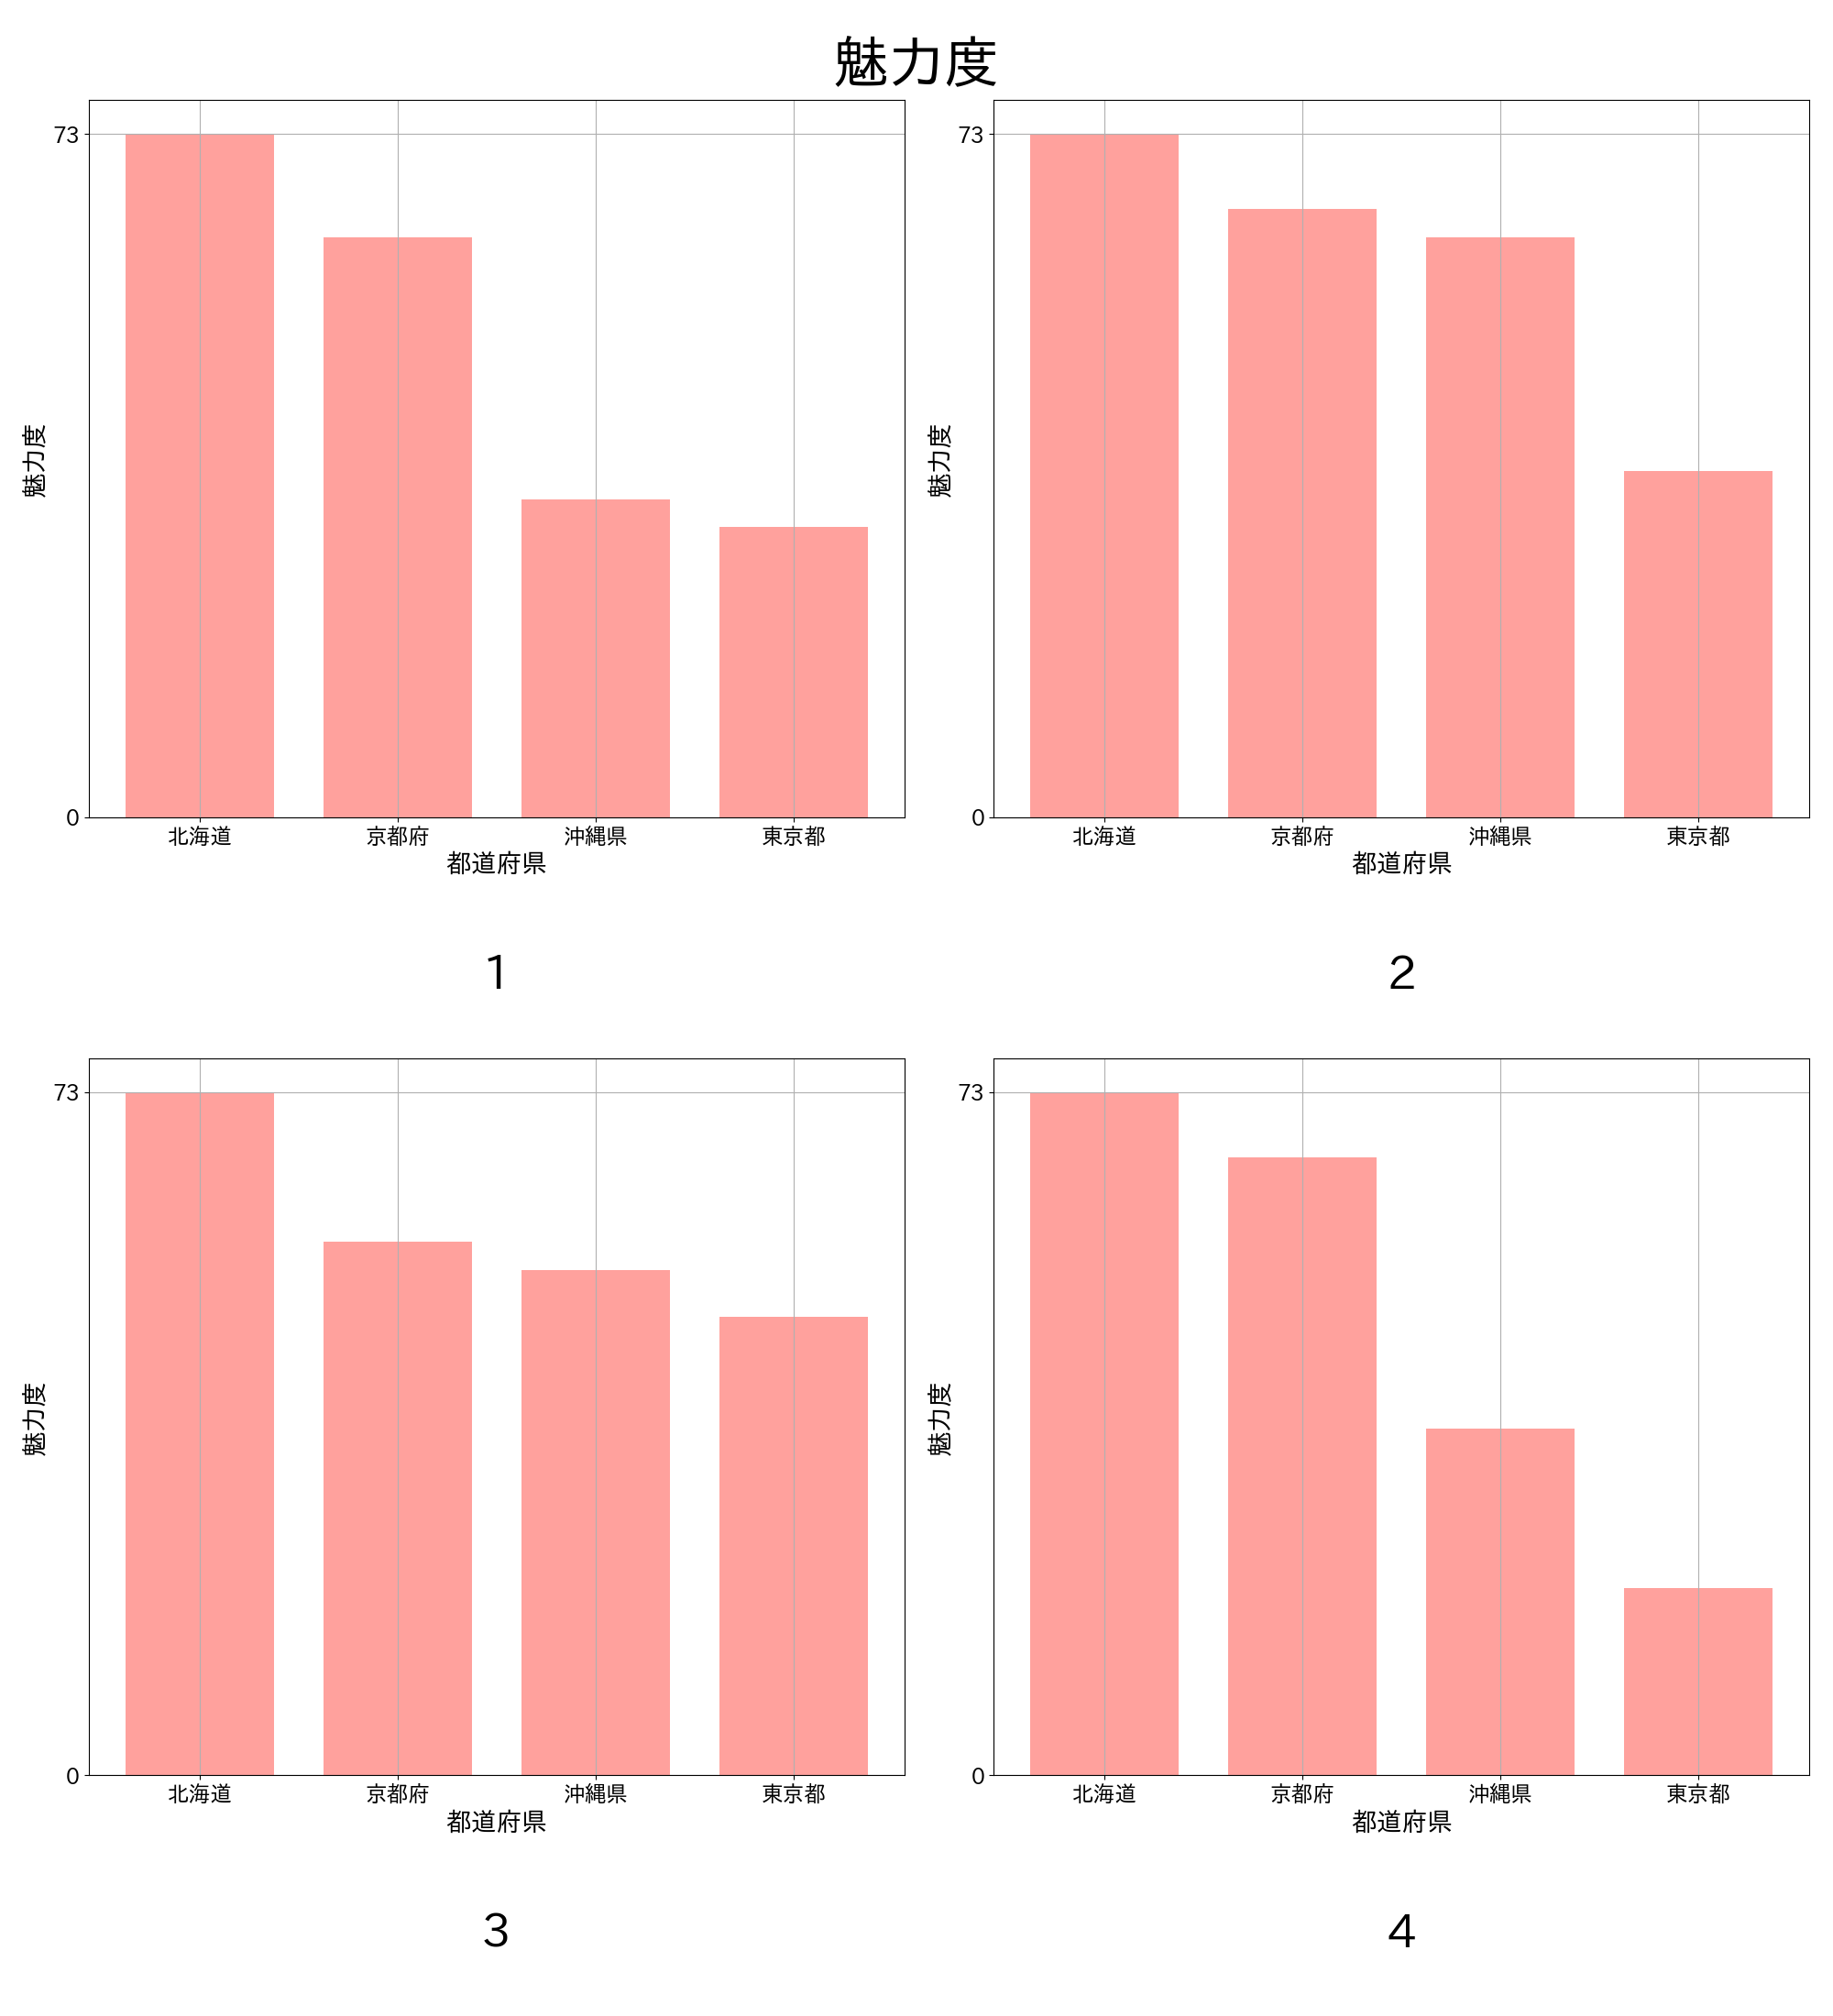 魅力度
73
魅力度
0
北海道 京都府 沖縄県 東京都
都道府県
1
73
魅力度
0
北海道 京都府 沖縄県 東京都
都道府県
2
73
魅力度
0
北海道 京都府 沖縄県 東京都
都道府県
3
73
魅力度
0
北海道 京都府 沖縄県 東京都
都道府県
4